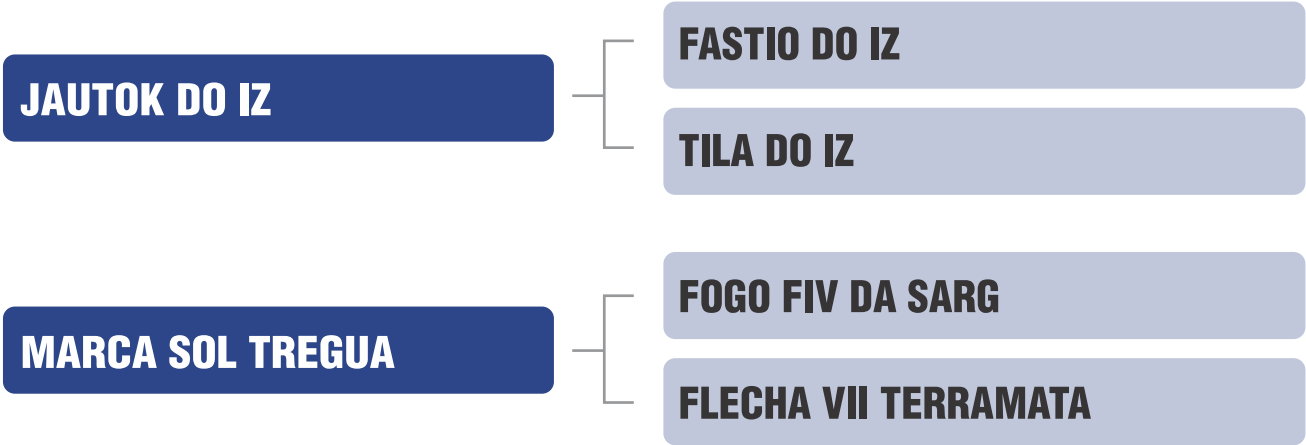 JAUTOK DO IZ
FASTIO DO IZ
TILA DO IZ
MARCA SOL TREGUA
FOGO FIV DA SARG
FLECHA VII TERRAMATA